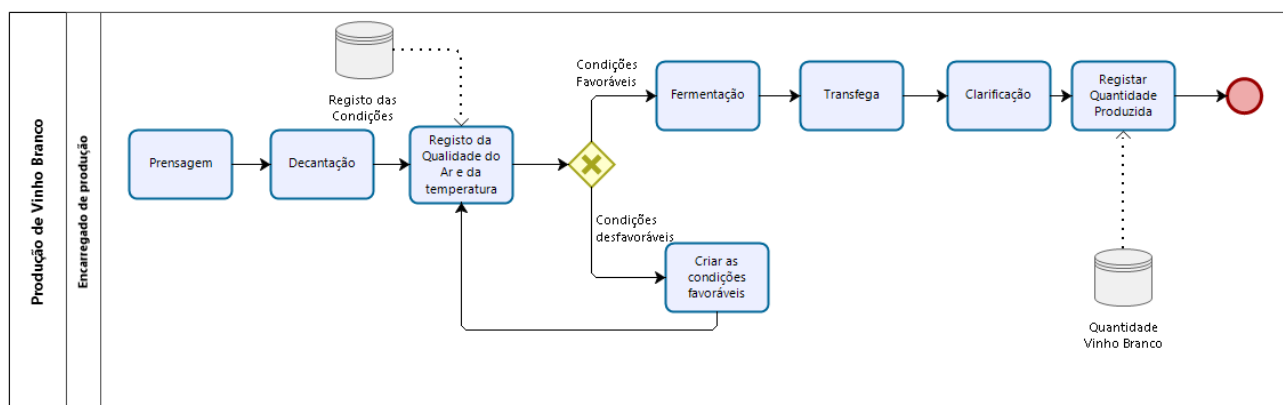 Produção de Vinho Branco
Encarregado de produção
Prensagem
Decantação
Registo das
Condições
Registo da
Qualidade do
Ar e da
temperatura
Condições
Favoráveis
Condições
desfavoráveis
Criar as
condições
favoráveis
Fermentação
Transfega
Clarificação
Registar
Quantidade
Produzida
Quantidade
Vinho Branco